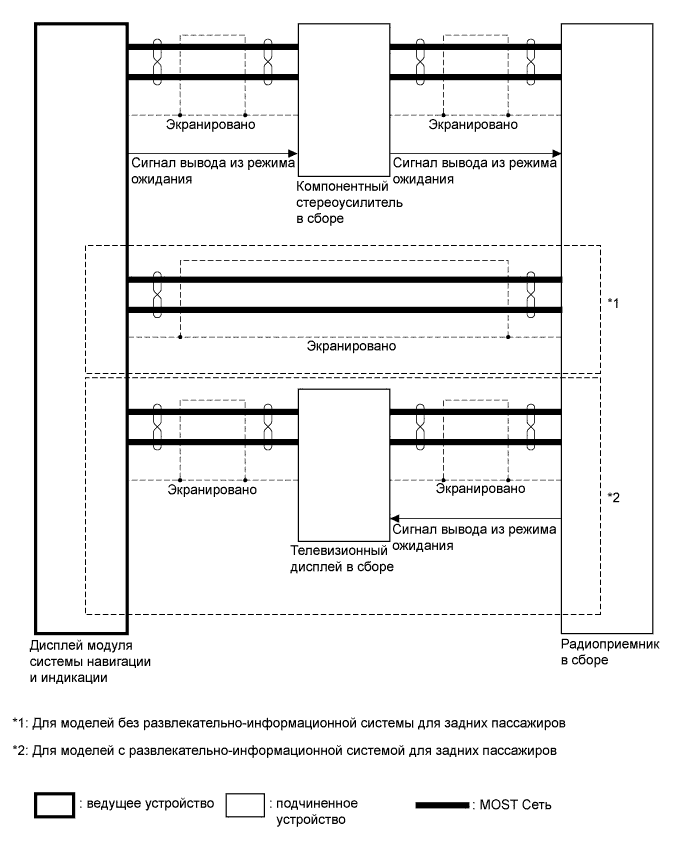 Экранировано
Экранировано
Сигнал вывода из режима
ожидания
Сигнал вывода из режима
ожидания
Компонентный
стереоусилитель
в сборе
*1
Экранировано
Экранировано
Экранировано
*2
Сигнал вывода из режима
ожидания
Телевизионный
дисплей в сборе
Дисплей модуля
системы навигации
и индикации
Радиоприемник
в сборе
*1: Для моделей без развлекательно-информационной системы для задних пассажиров
*2: Для моделей с развлекательно-информационной системой для задних пассажиров
: ведущее устройство
: подчиненное
устройство
: MOST Сеть